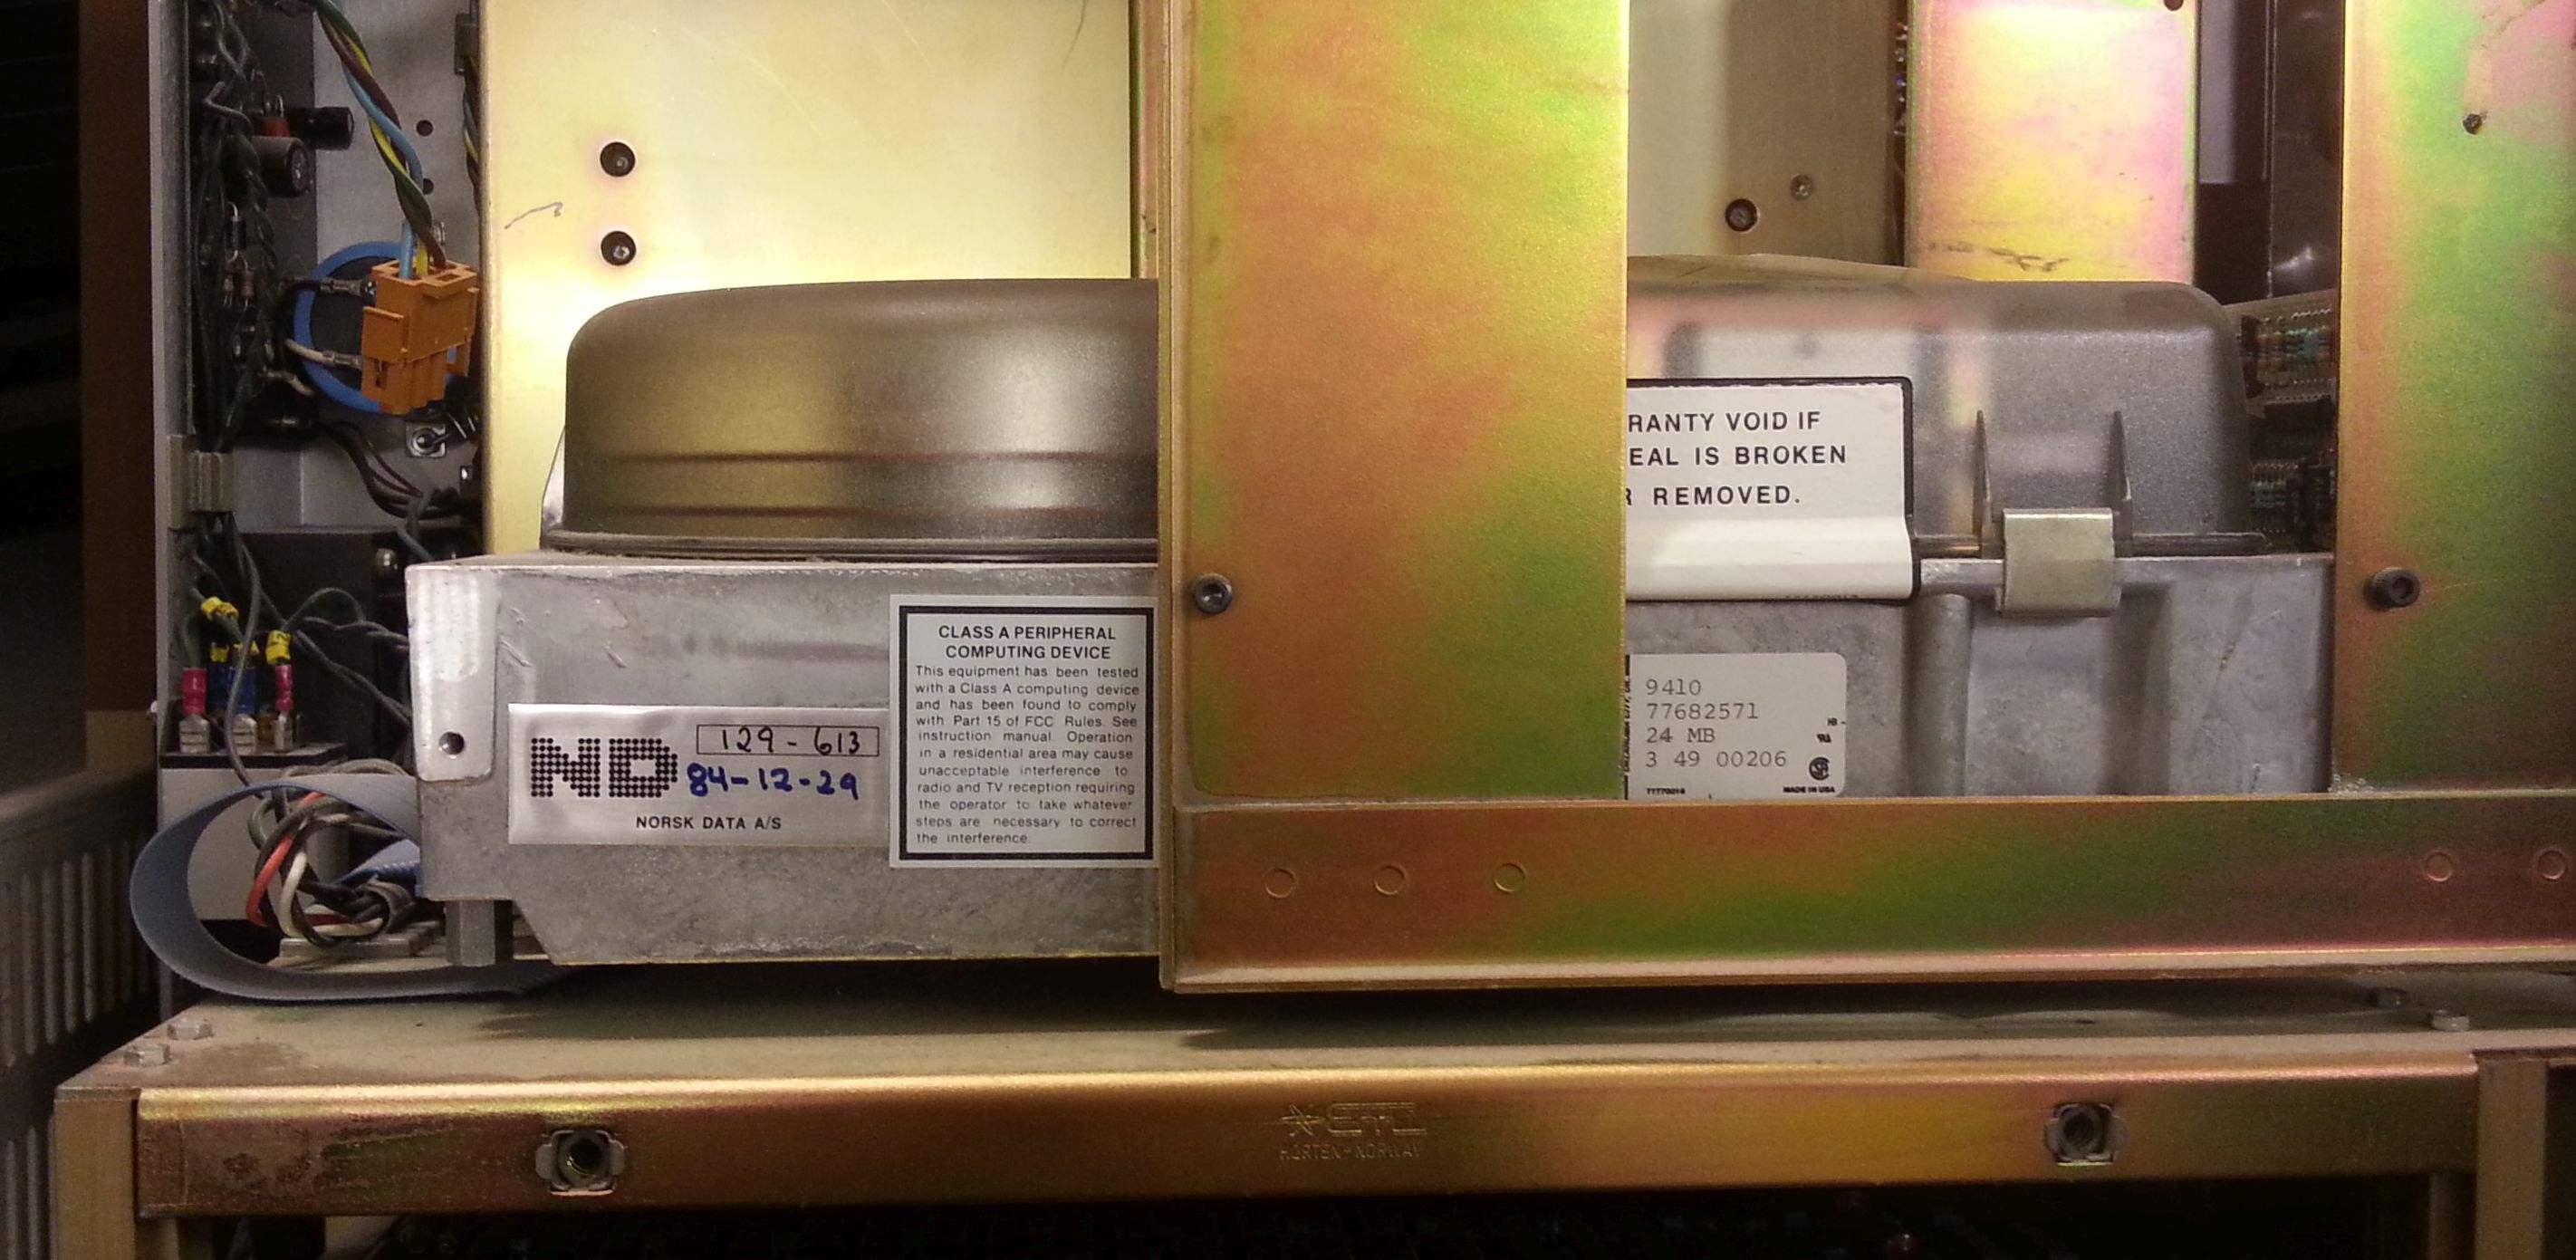 RANTY VOID IF
EAL IS BROKEN
R REMOVED.
CLASS A PERIPHERAL
COMPUTING DEVICE
This equipment has been tested
with a Class A computing device
and has been found to comply
with Part 15 of FCC Rules. See
instruction manual. Operation
in a residential area may cause
unacceptable interference to
radio and TV reception requiring
the operator to take whatever
steps are necessary to correct
the interference.
ND 129-613
84-12-29
NORSK DATA A/S
9410
77682571
24 MB
3 49 00206
77770016
MADE IN USA
HORTEN-NORWAY